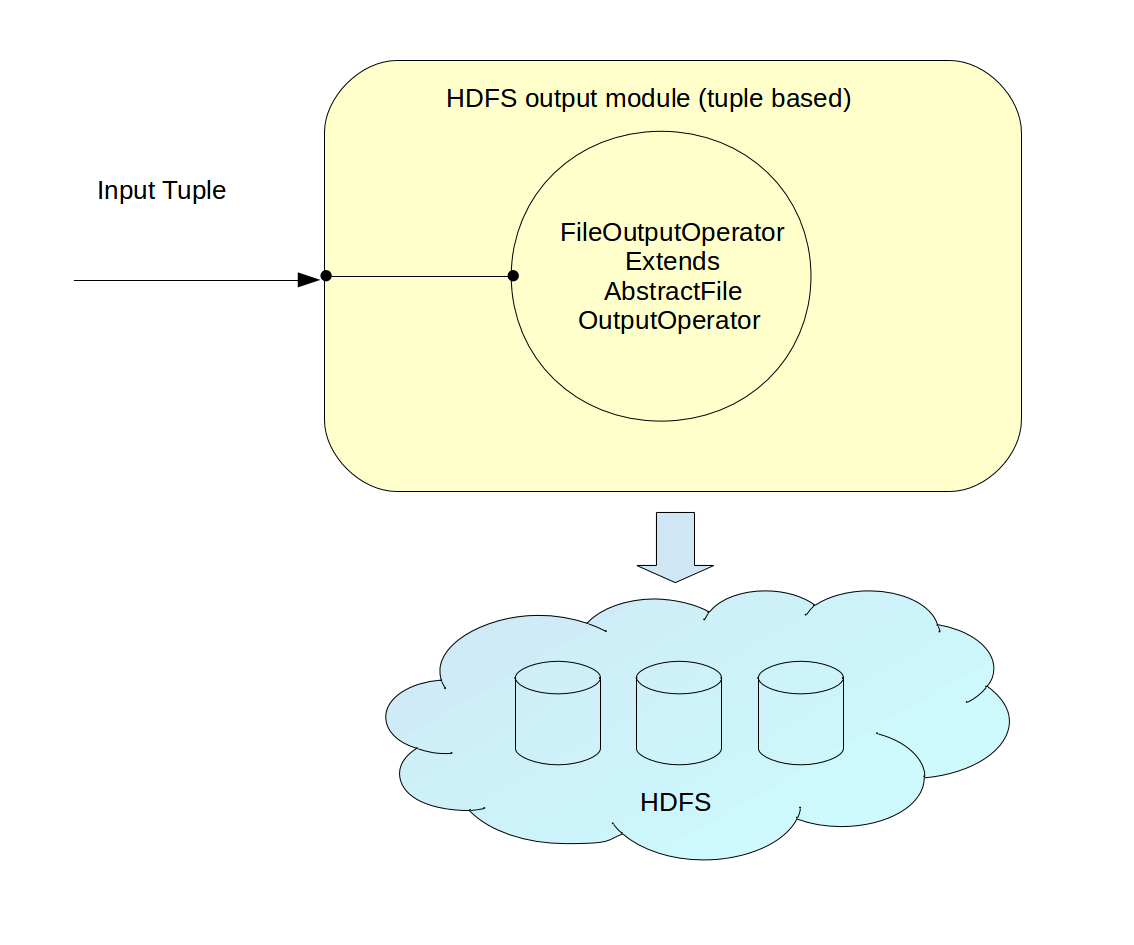 HDFS output module (tuple based)
Input Tuple
FileOutputOperator
Extends
AbstractFile
OutputOperator
HDFS